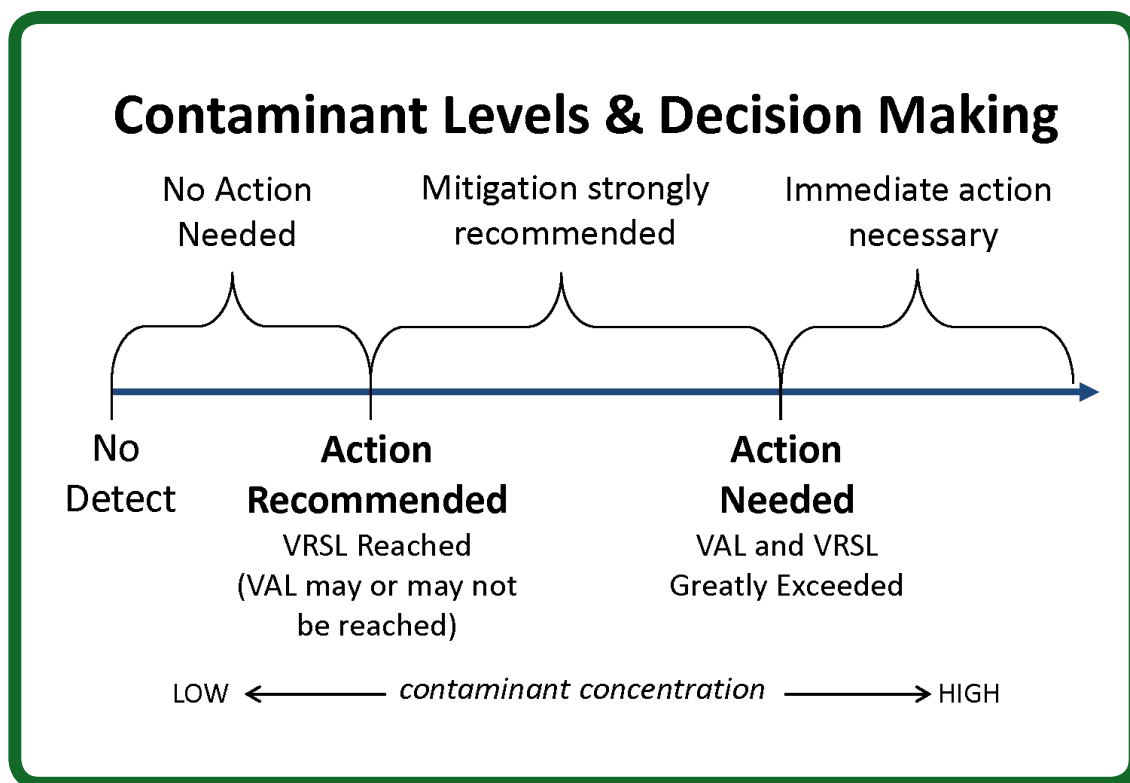 Contaminant Levels & Decision Making
No Action
Needed
Mitigation strongly
recommended
Immediate action
necessary
No
Detect
Action
Recommended
VRSL Reached
(VAL may or may not
be reached)
Action
Needed
VAL and VRSL
Greatly Exceeded
LOW contaminant concentration HIGH